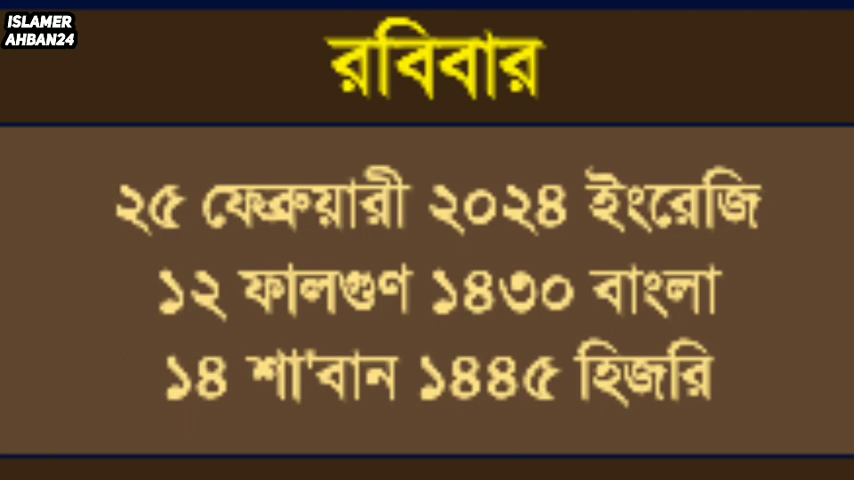 ISLAMER
AHBAN24
রবিবার
২৫ ফেব্রুয়ারী ২০২৪ ইংরেজি
১২ ফালগুণ ১৪৩০ বাংলা
১৪ শা'বান ১৪৪৫ হিজরি